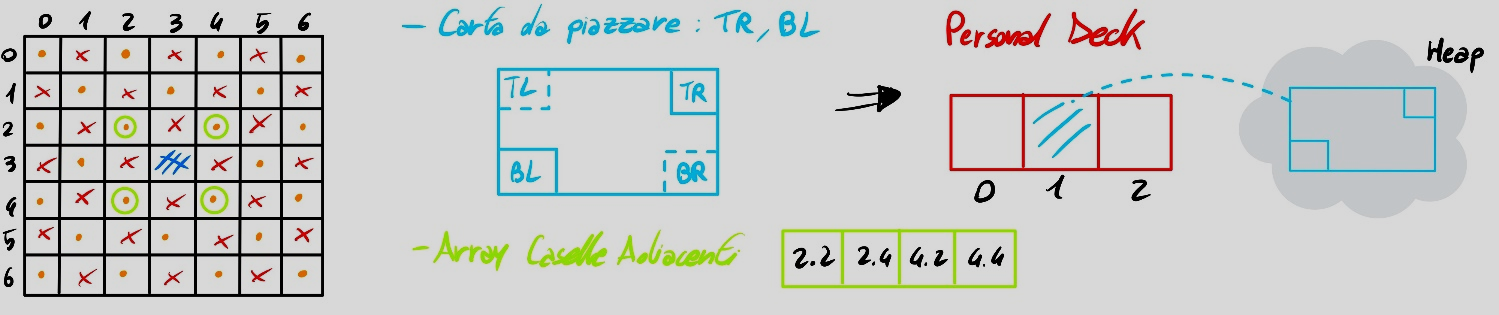 0 1 2 3 4 5 6
0
1
2
3
4
5
6
- Carta da piazzare : TR, BL
TL TR
BL BR
- Array Caselle Adiacenti
2.2 2.4 4.2 4.4
Personal Deck
0 1 2
Heap